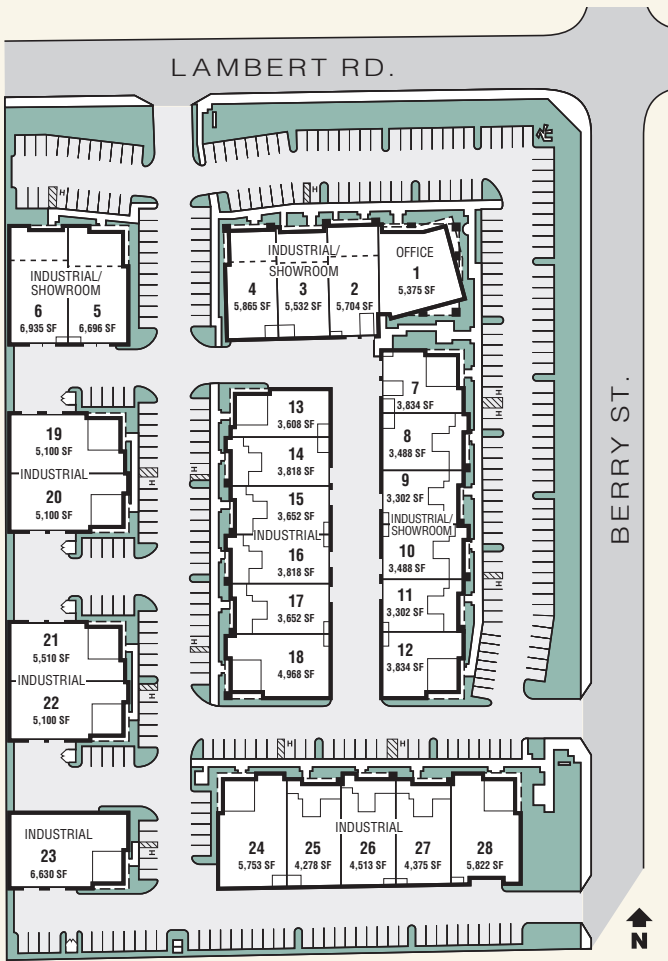 LAMBERT RD.
BERRY ST.
H
H
INDUSTRIAL/
SHOWROOM
6
6,935 SF
5
6,696 SF
INDUSTRIAL/
SHOWROOM
4
5,865 SF
3
5,532 SF
2
5,704 SF
OFFICE
1
5,375 SF
7
3,834 SF
8
3,488 SF
9
3,302 SF
INDUSTRIAL/
SHOWROOM
10
3,488 SF
11
3,302 SF
12
3,834 SF
H
H
13
3,608 SF
14
3,818 SF
15
3,652 SF
INDUSTRIAL
16
3,818 SF
17
3,652 SF
18
4,968 SF
H
H
19
5,100 SF
INDUSTRIAL
20
5,100 SF
H
21
5,510 SF
INDUSTRIAL
22
5,100 SF
H
INDUSTRIAL
23
6,630 SF
H
H
H
INDUSTRIAL
24
5,753 SF
25
4,278 SF
26
4,513 SF
27
4,375 SF
28
5,822 SF
N